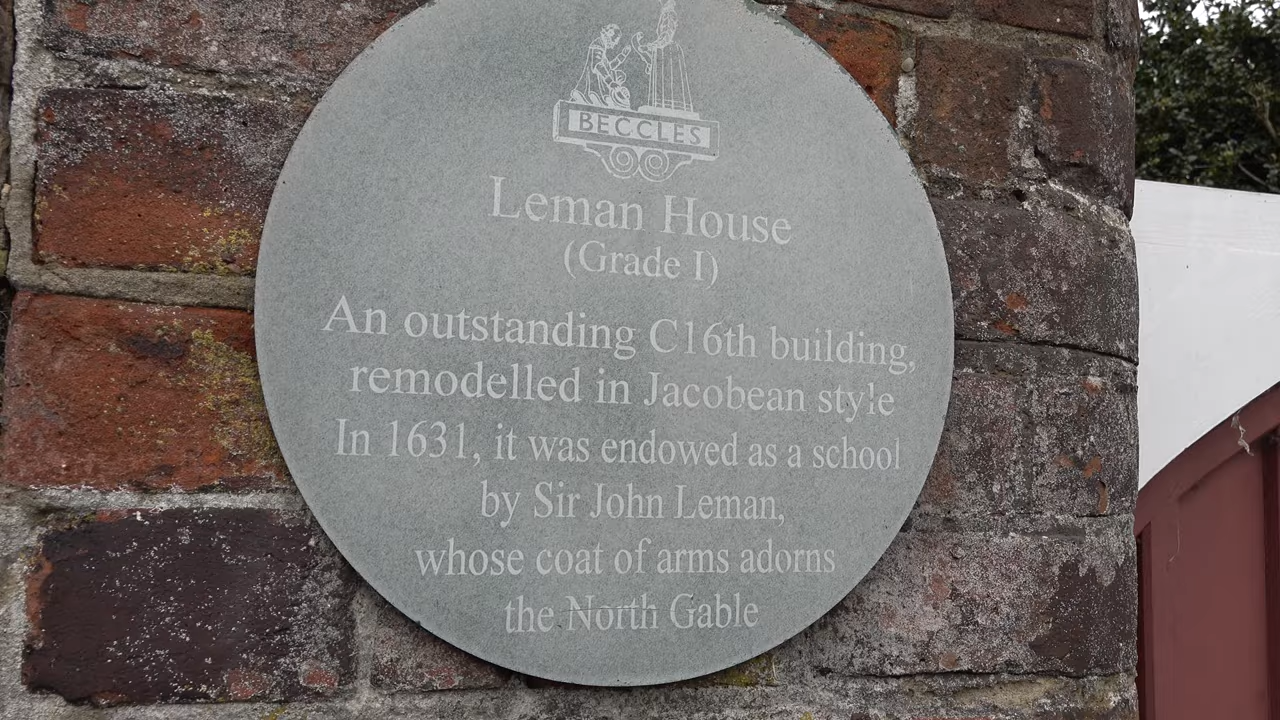 BECCLES
Leman House
(Grade I)
An outstanding C16th building,
remodelled in Jacobean style
In 1631, it was endowed as a school
by Sir John Leman,
whose coat of arms adorns
the North Gable